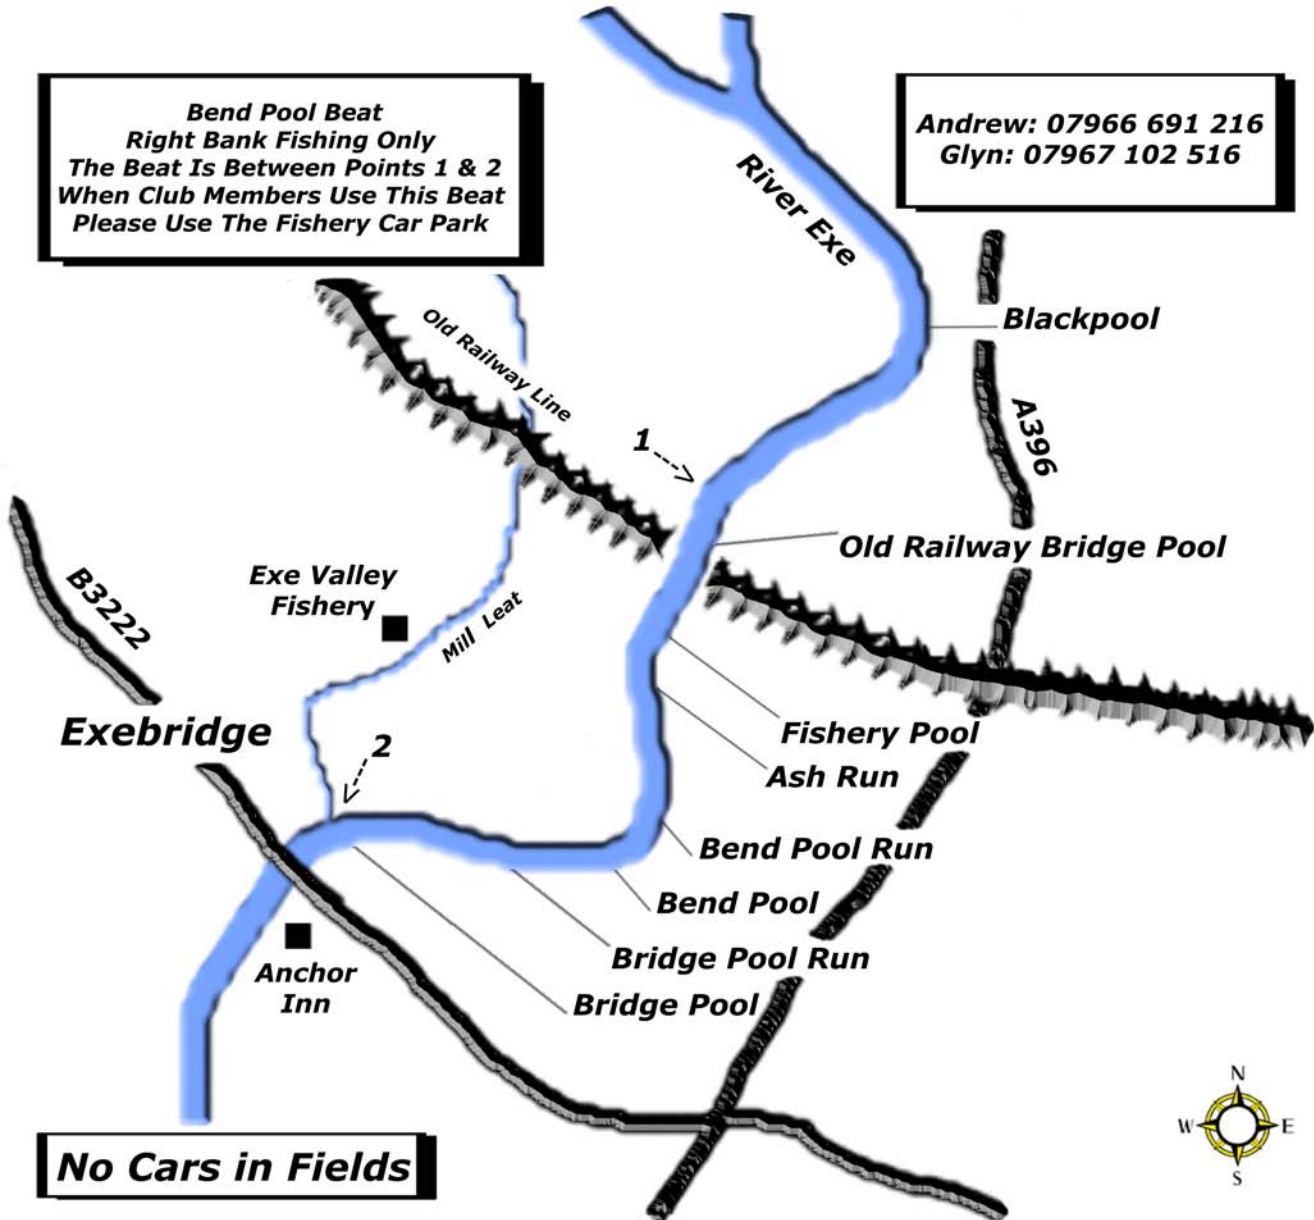 Bend Pool Beat
Right Bank Fishing Only
The Beat Is Between Points 1 & 2
When Club Members Use This Beat
Please Use The Fishery Car Park
Andrew: 07966 691 216
Glyn: 07967 102 516
River Exe
Blackpool
Old Railway Line
A396
1
Old Railway Bridge Pool
B3222
Exe Valley
Fishery
Mill Leat
Exebridge
2
Fishery Pool
Ash Run
Bend Pool Run
Bend Pool
Bridge Pool Run
Bridge Pool
Anchor
Inn
No Cars in Fields
N
W
E
S